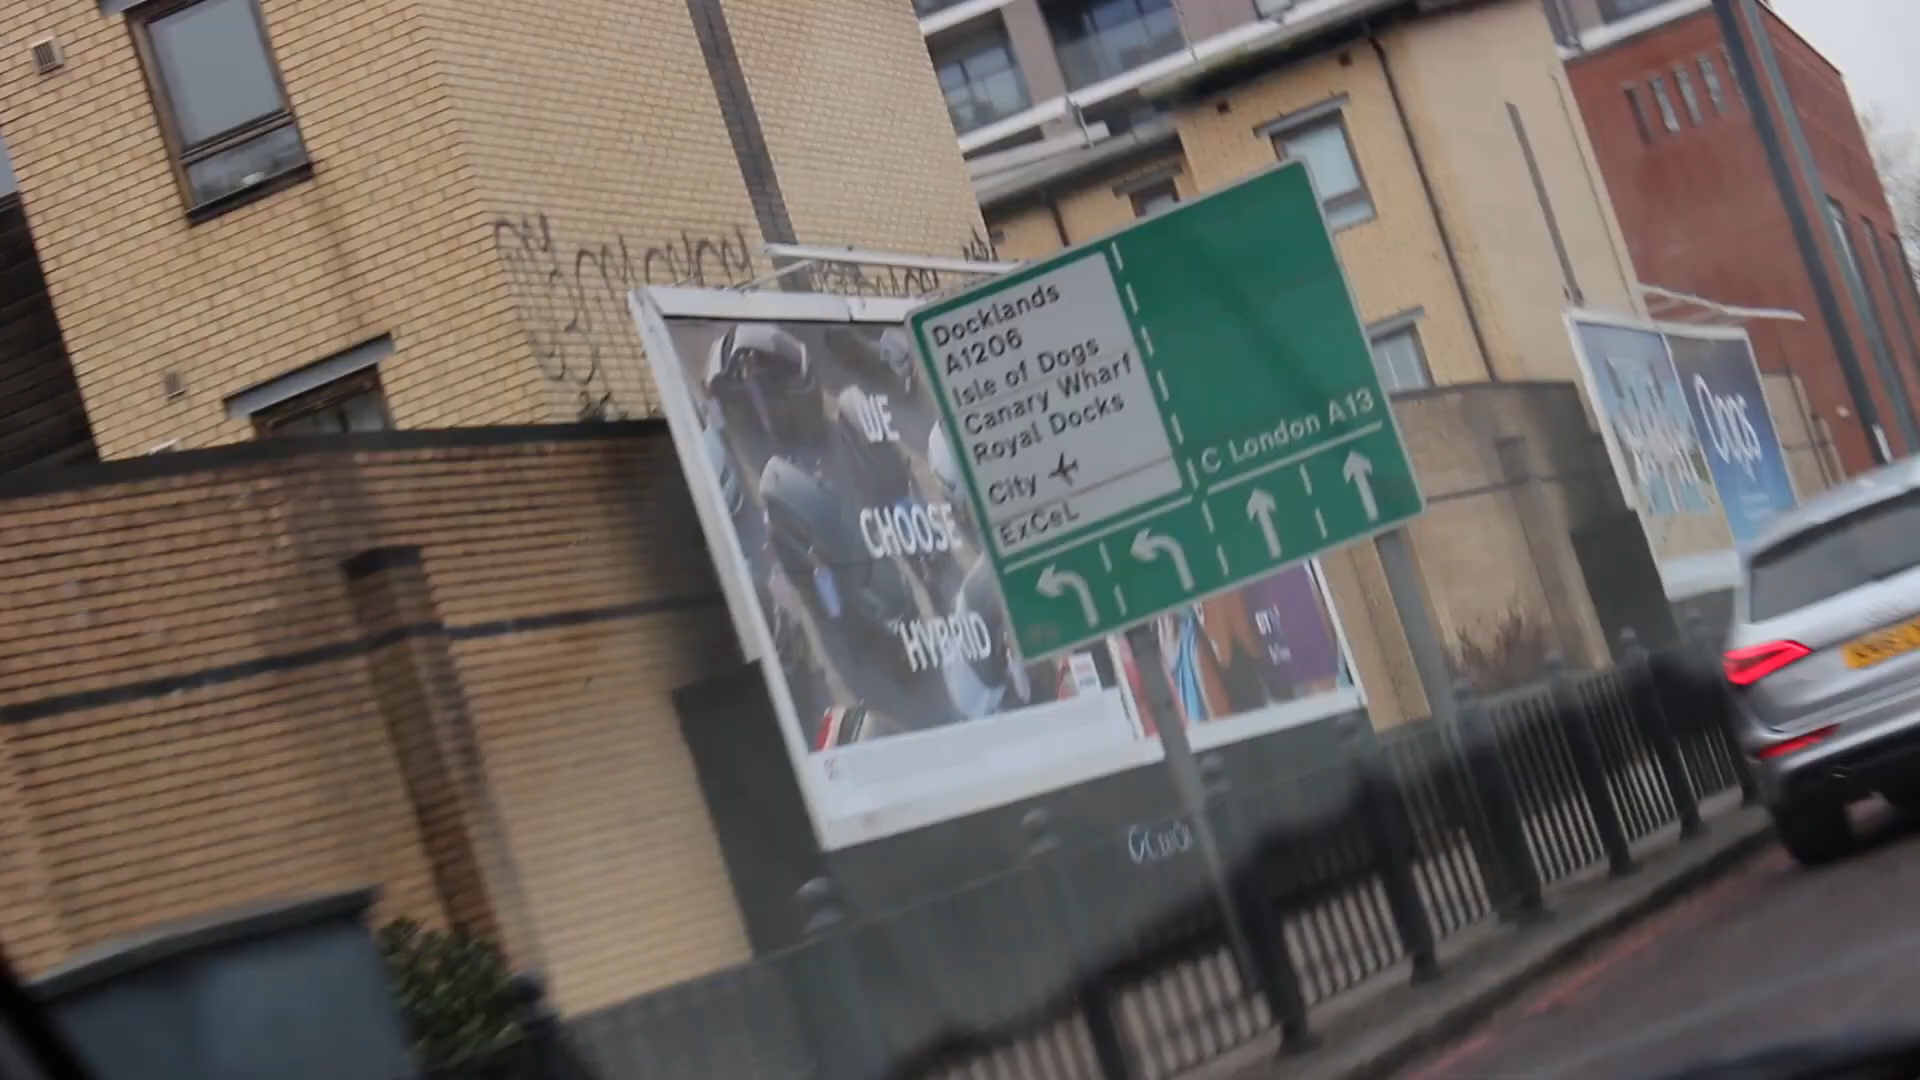 Docklands
A1206
Isle of Dogs
Canary Wharf
Royal Docks
City
ExCeL
C London A13
WE
CHOOSE
HYBRID
Oops